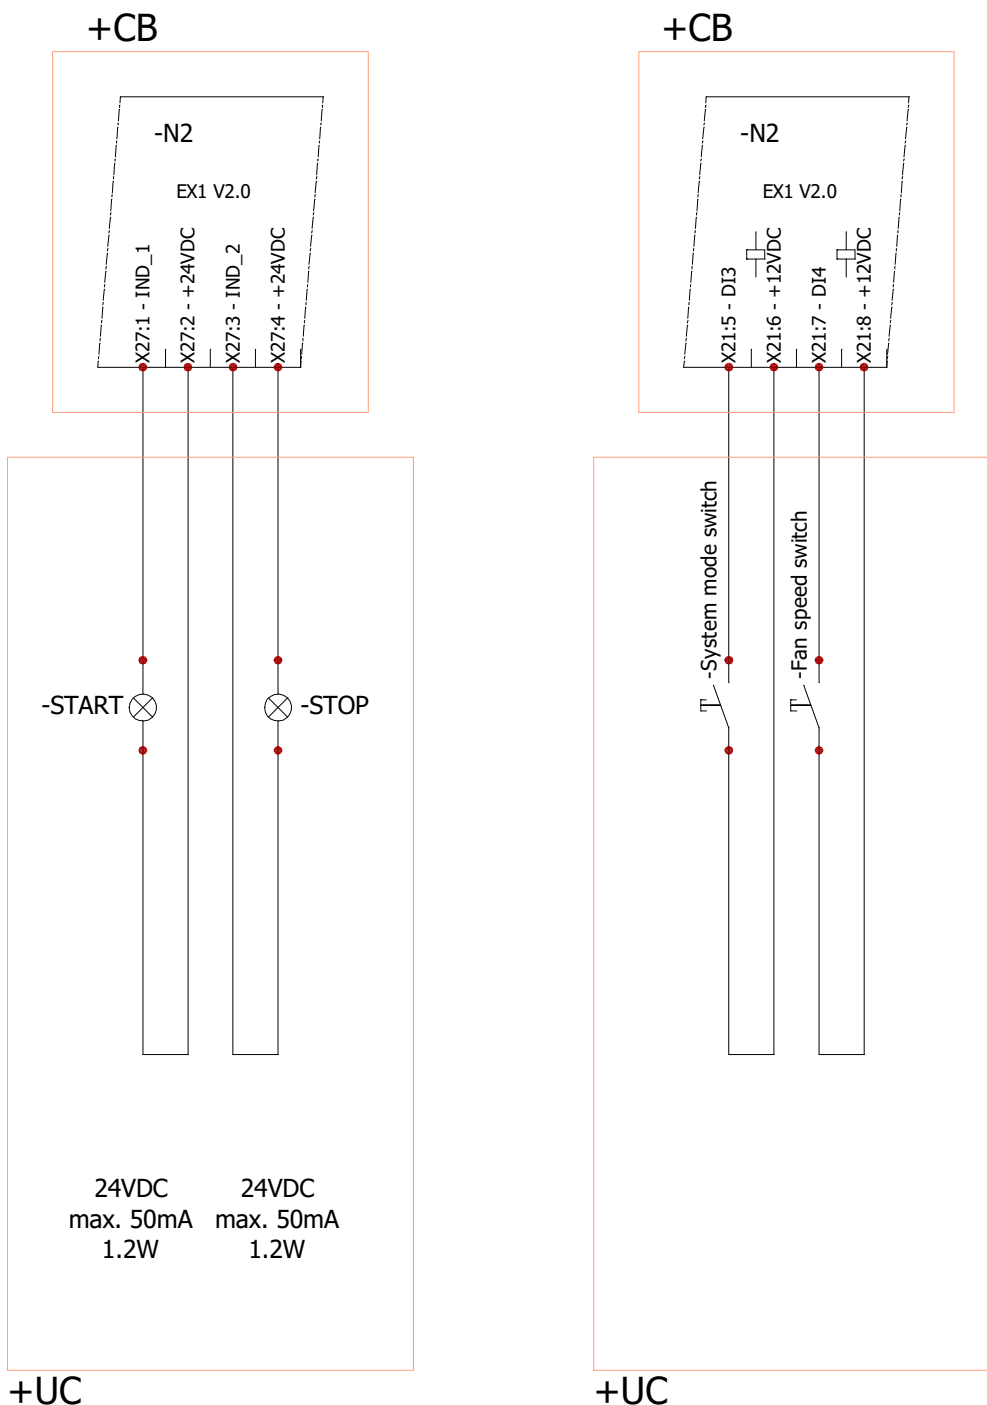 +CB
-N2
EX1 V2.0
X27:1 - IND_1
X27:2 - +24VDC
X27:3 - IND_2
X27:4 - +24VDC
-START
-STOP
24VDC
max. 50mA
1.2W
24VDC
max. 50mA
1.2W
+UC
+CB
-N2
EX1 V2.0
X21:5 - DI3
X21:6 - +12VDC
X21:7 - DI4
X21:8 - +12VDC
-System mode switch
-Fan speed switch
+UC